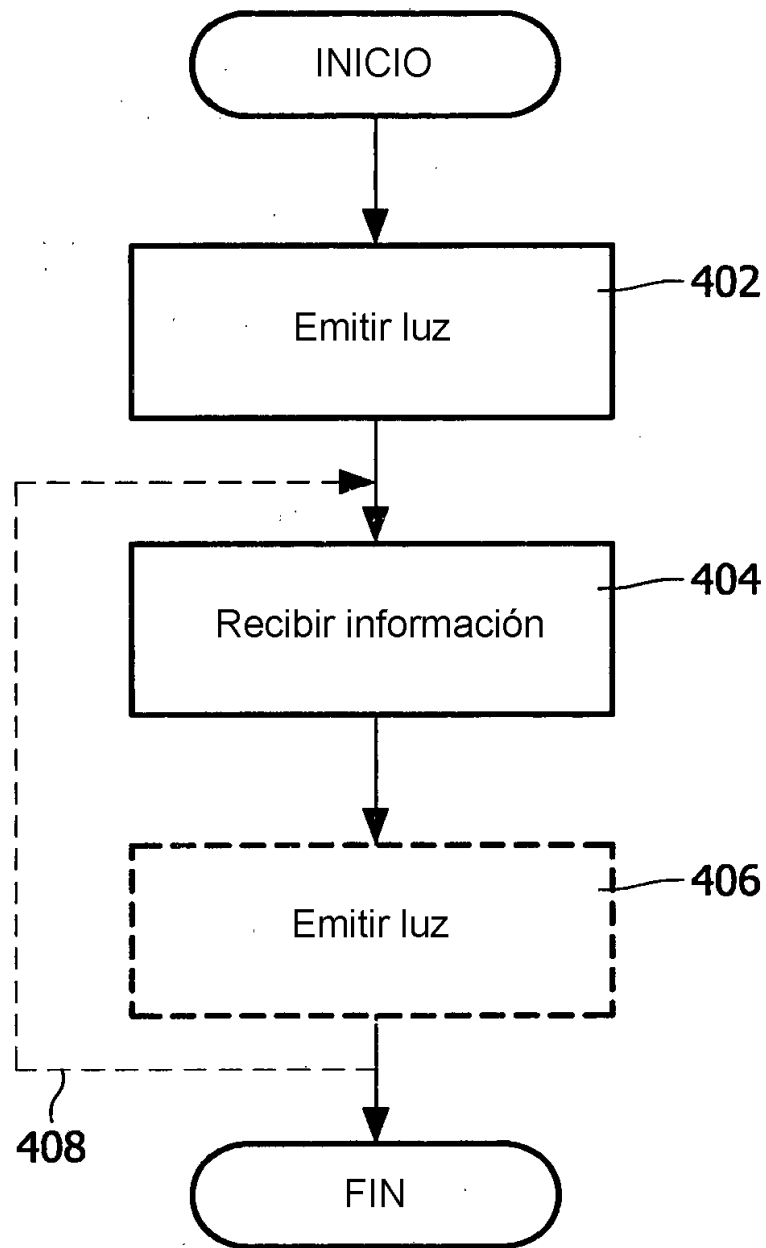 INICIO
Emitir luz
402
Recibir información
404
Emitir luz
406
408
FIN